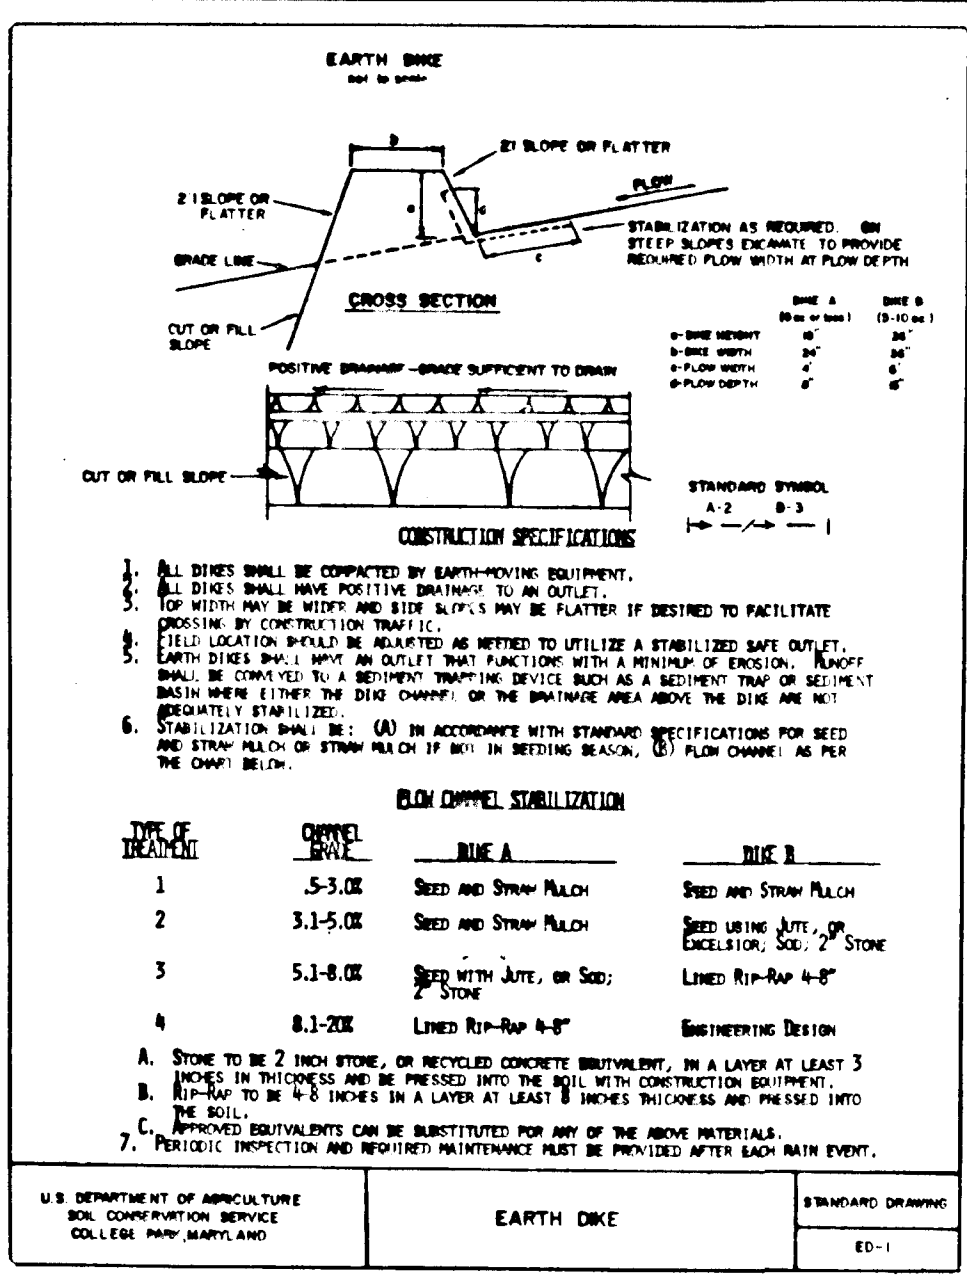 EARTH DIKE
not to scale
b
2:1 SLOPE OR FLATTER
FLOW
2:1 SLOPE OR
FLATTER
a
d
STABILIZATION AS REQUIRED. ON
STEEP SLOPES EXCAVATE TO PROVIDE
REQUIRED FLOW WIDTH AT FLOW DEPTH
c
GRADE LINE
CROSS SECTION
CUT OR FILL
SLOPE
DIKE A DIKE B
(5 ac or less) (5-10 ac)
a-DIKE HEIGHT 18" 36"
b-DIKE WIDTH 24" 36"
c-FLOW WIDTH 4' 6'
d-FLOW DEPTH 8" 15"
POSITIVE DRAINAGE-GRADE SUFFICENT TO DRAIN
CUT OR FILL SLOPE
STANDARD SYMBOL
A-2 B-3
CONSTRUCTION SPECIFICATIONS
1. ALL DIKES SHALL BE COMPACTED BY EARTH-MOVING EQUIPMENT.
2. ALL DIKES SHALL HAVE POSITIVE DRAINAGE TO AN OUTLET.
3. TOP WIDTH MAY BE WIDER AND SIDE SLOPES MAY BE FLATTER IF DESIRED TO FACILITATE
CROSSING BY CONSTRUCTION TRAFFIC.
4. FIELD LOCATION SHOULD BE ADJUSTED AS NEEDED TO UTILIZE A STABILIZED SAFE OUTLET.
5. EARTH DIKES SHALL HAVE AN OUTLET THAT FUNCTIONS WITH A MINIMUM OF EROSION. RUNOFF
SHALL BE CONVEYED TO A SEDIMENT TRAPPING DEVICE SUCH AS A SEDIMENT TRAP OR SEDIMENT
BASIN WHERE EITHER THE DIKE CHANNEL OR THE DRAINAGE AREA ABOVE THE DIKE ARE NOT
ADEQUATELY STABILIZED.
6. STABILIZATION SHALL BE: (A) IN ACCORDANCE WITH STANDARD SPECIFICATIONS FOR SEED
AND STRAW MULCH OR STRAW MULCH IF NOT IN SEEDING SEASON, (B) FLOW CHANNEL AS PER
THE CHART BELOW.
FLOW CHANNEL STABILIZATION
TYPE OF
TREATMENT
CHANNEL
GRADE
DIKE A DIKE B
1 .5-3.0% SEED AND STRAW MULCH SEED AND STRAW MULCH
2 3.1-5.0% SEED AND STRAW MULCH SEED USING JUTE, OR
EXCELSIOR; SOD; 2" STONE
3 5.1-8.0% SEED WITH JUTE, OR SOD; LINED RIP-RAP 4-8"
2" STONE
4 8.1-20% LINED RIP-RAP 4-8" ENGINEERING DESIGN
A. STONE TO BE 2 INCH STONE, OR RECYCLED CONCRETE EQUIVALENT, IN A LAYER AT LEAST 3
INCHES IN THICKNESS AND BE PRESSED INTO THE SOIL WITH CONSTRUCTION EQUIPMENT.
B. RIP-RAP TO BE 4-8 INCHES IN A LAYER AT LEAST 8 INCHES THICKNESS AND PRESSED INTO
THE SOIL.
C. APPROVED EQUIVALENTS CAN BE SUBSTITUTED FOR ANY OF THE ABOVE MATERIALS.
7. PERIODIC INSPECTION AND REQUIRED MAINTENANCE MUST BE PROVIDED AFTER EACH RAIN EVENT.
U.S. DEPARTMENT OF AGRICULTURE
SOIL CONSERVATION SERVICE
COLLEGE PARK, MARYLAND
EARTH DIKE
STANDARD DRAWING
ED-1